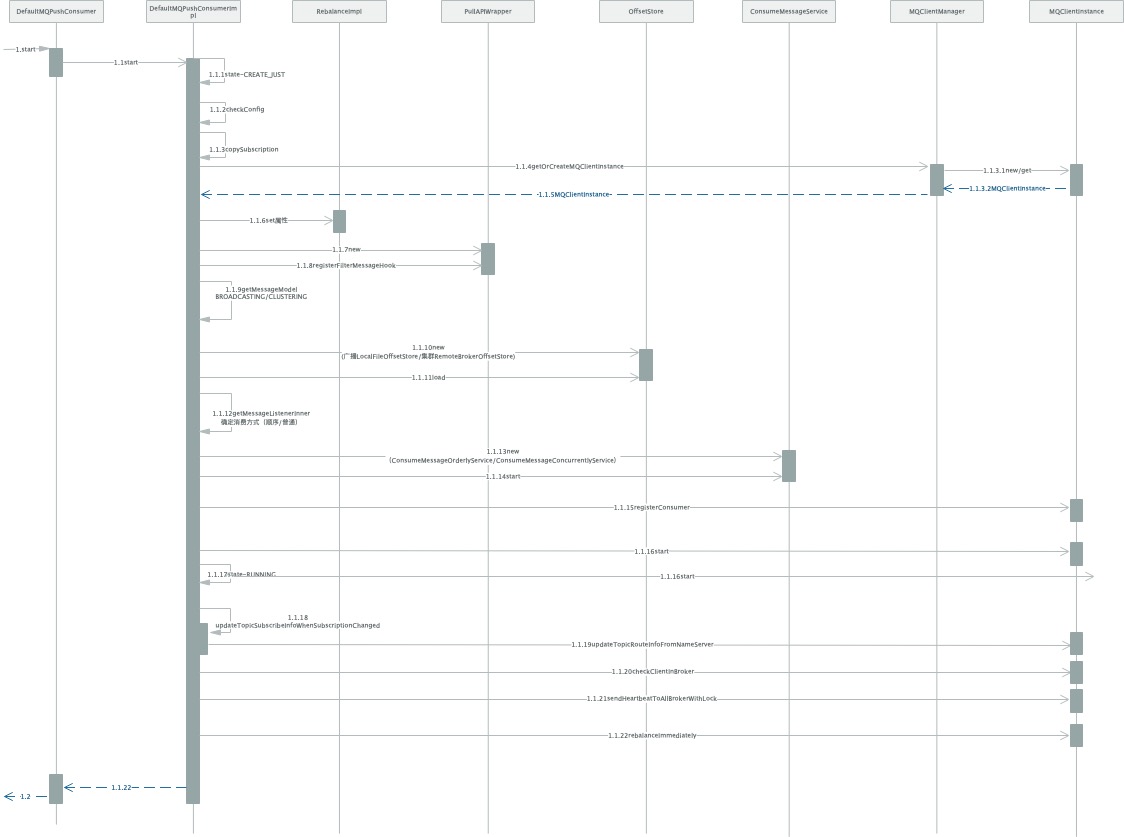 DefaultMQPushConsumer
DefaultMQPushConsumerIm
pl
RebalanceImpl
PullAPIWrapper
OffsetStore
ConsumeMessageService
MQClientManager
MQClientInstance
1.start
1.1start
1.1.1state=CREATE_JUST
1.1.2checkConfig
1.1.3copySubscription
1.1.4getOrCreateMQClientInstance
1.1.3.1new/get
1.1.3.2MQClientInstance
1.1.5MQClientInstance
1.1.6set属性
1.1.7new
1.1.8registerFilterMessageHook
1.1.9getMessageModel
BROADCASTING/CLUSTERING
1.1.10new
(广播LocalFileOffsetStore/集群RemoteBrokerOffsetStore)
1.1.11load
1.1.12getMessageListenerInner
确定消费方式（顺序/普通）
1.1.13new
(ConsumeMessageOrderlyService/ConsumeMessageConcurrentlyService)
1.1.14start
1.1.15registerConsumer
1.1.16start
1.1.17state=RUNNING
1.1.16start
1.1.18
updateTopicSubscribeInfoWhenSubscriptionChanged
1.1.19updateTopicRouteInfoFromNameServer
1.1.20checkClientInBroker
1.1.21sendHeartbeatToAllBrokerWithLock
1.1.22rebalanceImmediately
1.1.22
1.2